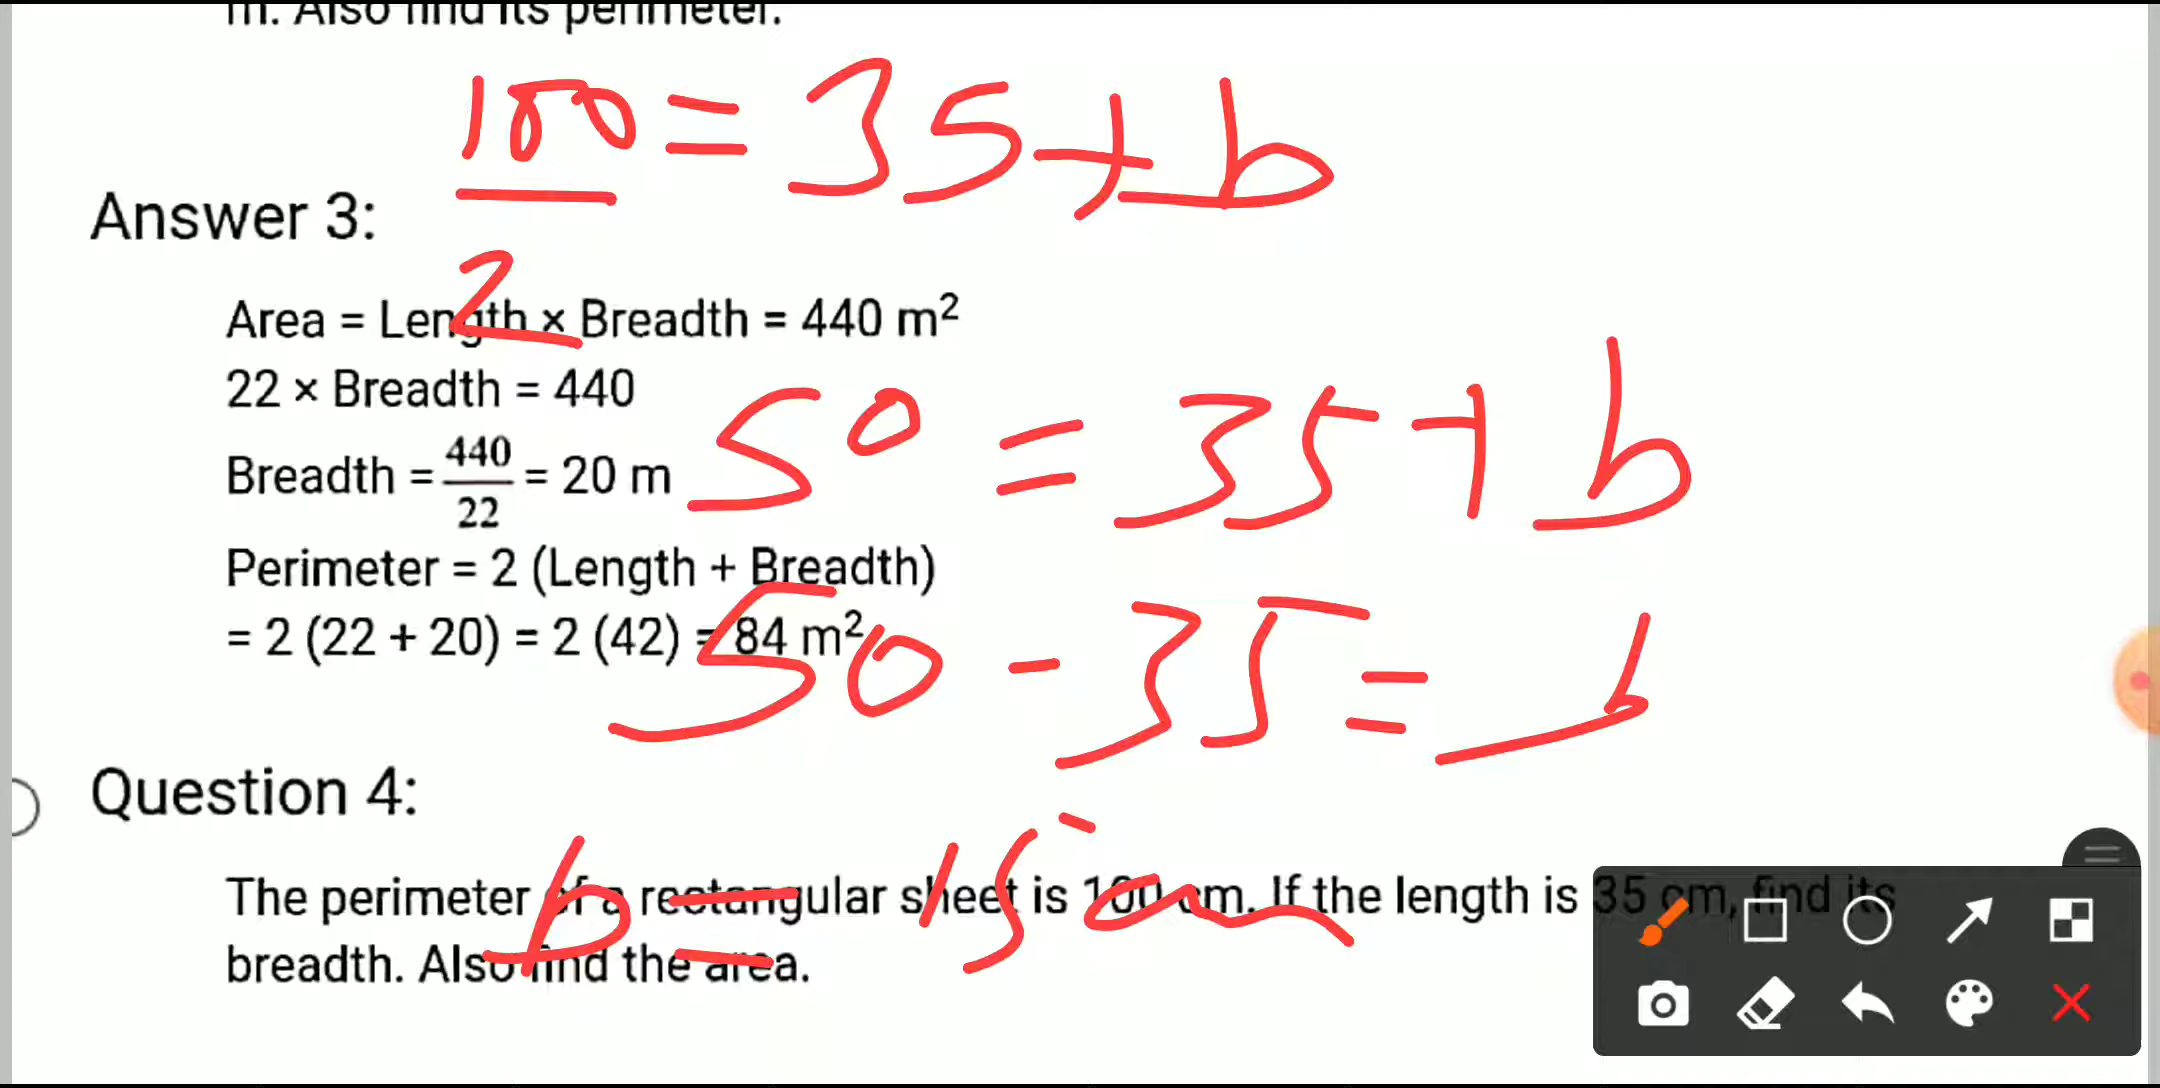 m. Also find its perimeter.
100 = 35 + b
Answer 3:
2
Area = Length × Breadth = 440 m²
22 × Breadth = 440
50 = 35 + b
Breadth = 440/22 = 20 m
Perimeter = 2 (Length + Breadth)
= 2 (22 + 20) = 2 (42) = 84 m²
50 - 35 = b
Question 4:
b = 15 cm
The perimeter of a rectangular sheet is 100 cm. If the length is 35 cm, find its
breadth. Also find the area.